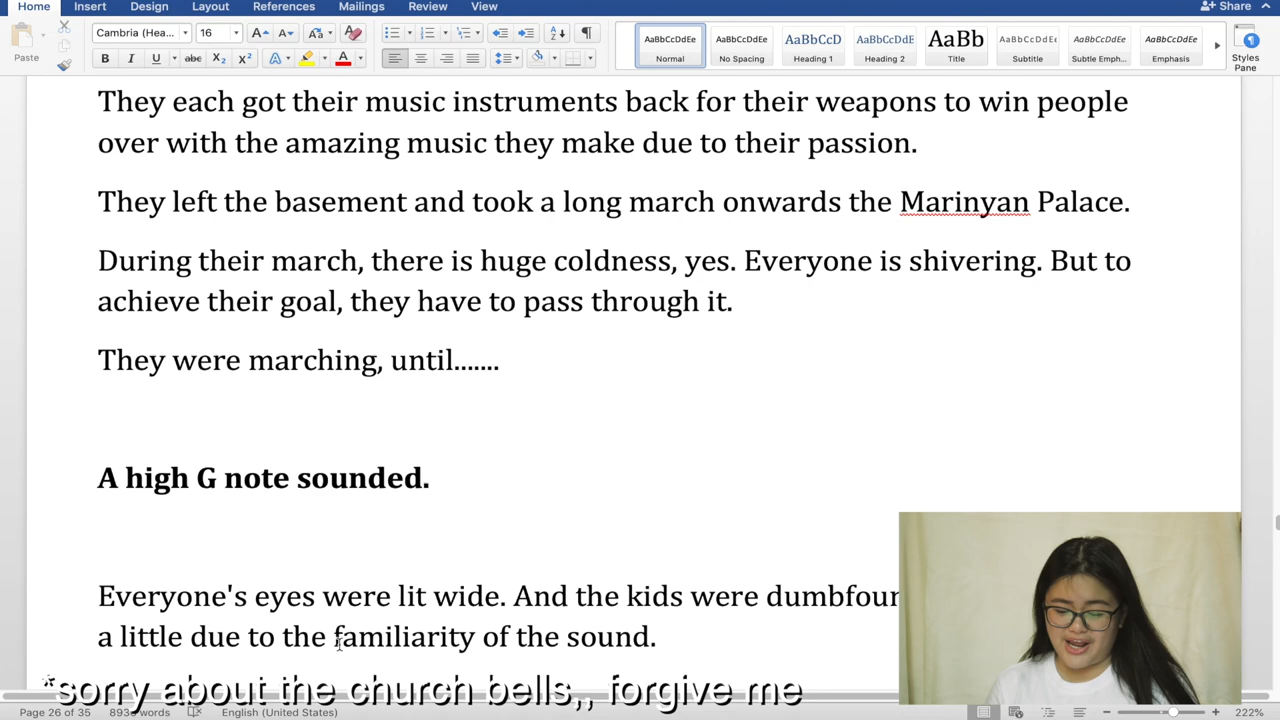 Home Insert Design Layout References Mailings Review View Share
Cambria (Hea... 16
Paste
AaBbCcDdEe AaBbCcDdEe AaBbCcD AaBbCcDdE AaBb AaBbCcDdE AaBbCcDdEe AaBbCcDdEe
Normal No Spacing Heading 1 Heading 2 Title Subtitle Subtle Emph... Emphasis Styles Pane
They each got their music instruments back for their weapons to win people
over with the amazing music they make due to their passion.
They left the basement and took a long march onwards the Marinyan Palace.
During their march, there is huge coldness, yes. Everyone is shivering. But to
achieve their goal, they have to pass through it.
They were marching, until.......
A high G note sounded.
Everyone's eyes were lit wide. And the kids were dumbfoun
a little due to the familiarity of the sound.
*sorry about the church bells,, forgive me
Page 26 of 35 words English (United States) 222%